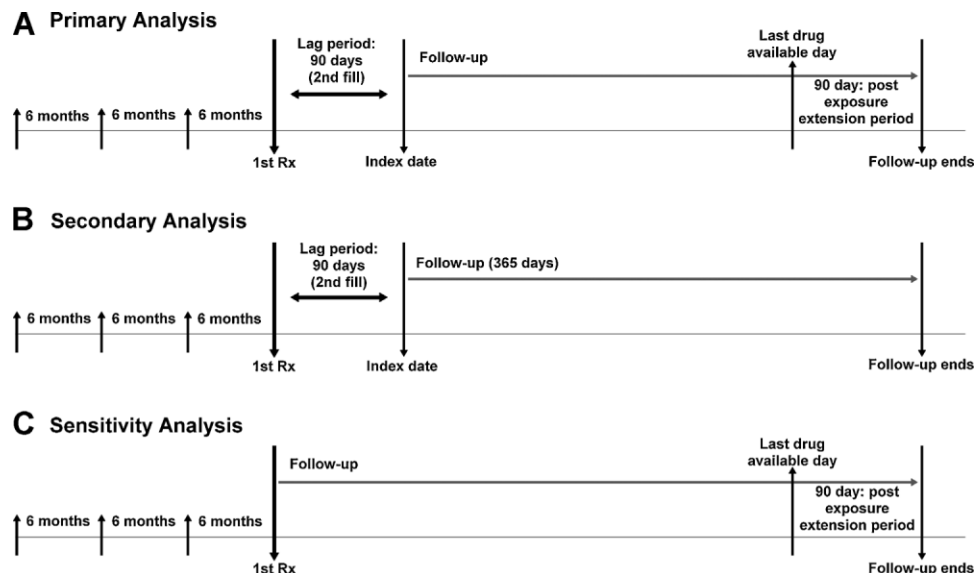 A Primary Analysis
Lag period:
90 days
(2nd fill)
Follow-up
Last drug
available day
90 day: post
exposure
extension period
6 months 6 months 6 months
1st Rx
Index date
Follow-up ends
B Secondary Analysis
Lag period:
90 days
(2nd fill)
Follow-up (365 days)
6 months 6 months 6 months
1st Rx
Index date
Follow-up ends
C Sensitivity Analysis
Follow-up
Last drug
available day
90 day: post
exposure
extension period
6 months 6 months 6 months
1st Rx
Follow-up ends